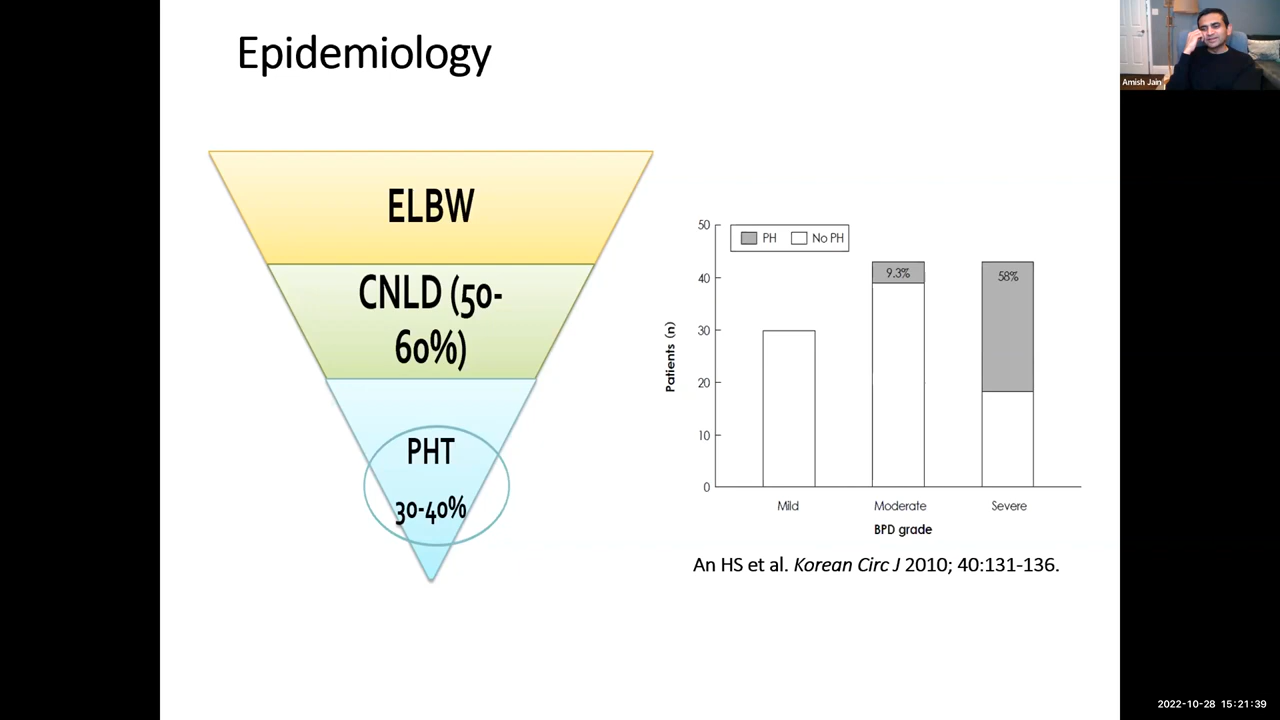 Epidemiology
Amish Jain
ELBW
CNLD (50-
60%)
PHT
30-40%
50
40
30
20
10
0
Patients (n)
PH
No PH
9.3%
58%
Mild
Moderate
Severe
BPD grade
An HS et al. Korean Circ J 2010; 40:131-136.
2022-10-28 15:21:39